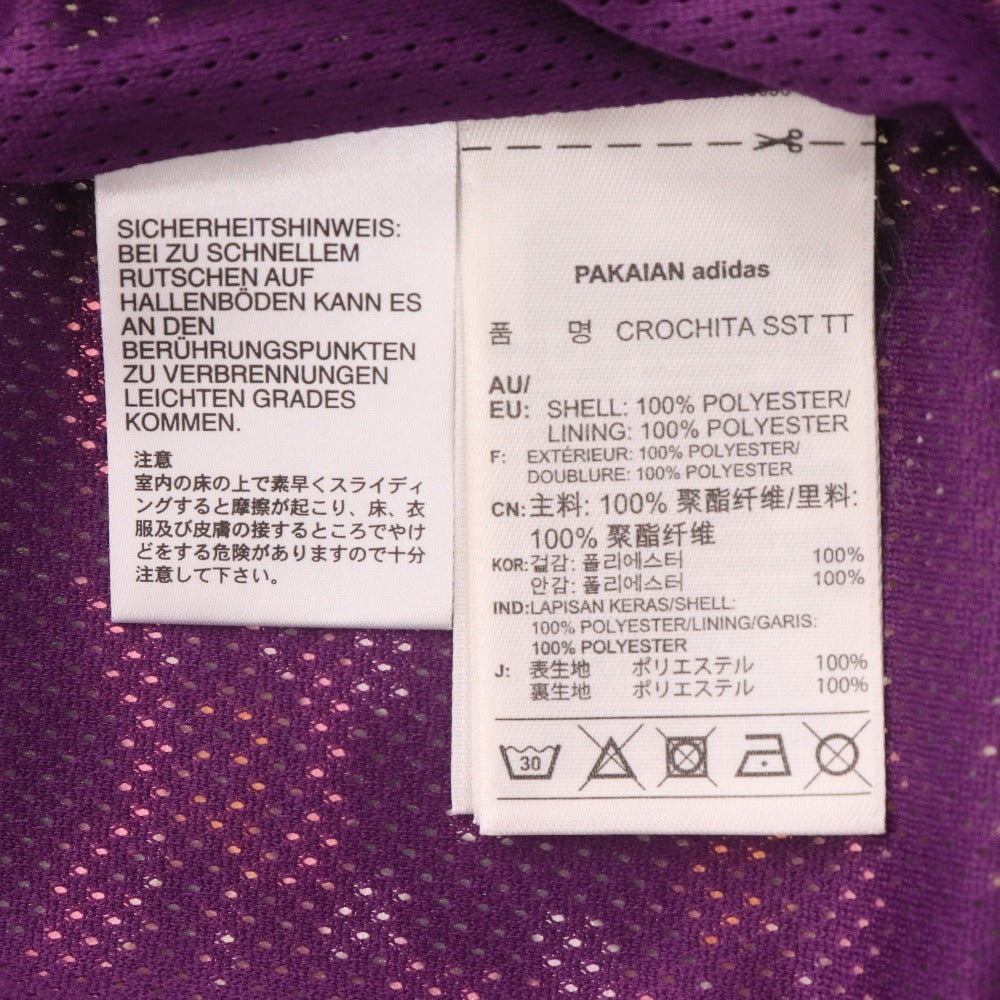 SICHERHEITSHINWEIS:
BEI ZU SCHNELLEM
RUTSCHEN AUF
HALLENBÖDEN KANN ES
AN DEN
BERÜHRUNGSPUNKTEN
ZU VERBRENNUNGEN
LEICHTEN GRADES
KOMMEN.
注意
室内の床の上で素早くスライディ
ングすると摩擦が起こり、床、衣
服及び皮膚の接するところでやけ
どをする危険がありますので十分
注意して下さい。
PAKAIAN adidas
품 명 CROCHITA SST TT
AU/
EU: SHELL: 100% POLYESTER/
LINING: 100% POLYESTER
F: EXTÉRIEUR: 100% POLYESTER/
DOUBLURE: 100% POLYESTER
CN: 主料: 100% 聚酯纤维/里料:
100% 聚酯纤维
KOR: 겉감: 폴리에스터 100%
안감: 폴리에스터 100%
IND: LAPISAN KERAS/SHELL:
100% POLYESTER/LINING/GARIS:
100% POLYESTER
J: 表生地 ポリエステル 100%
裏生地 ポリエステル 100%
30